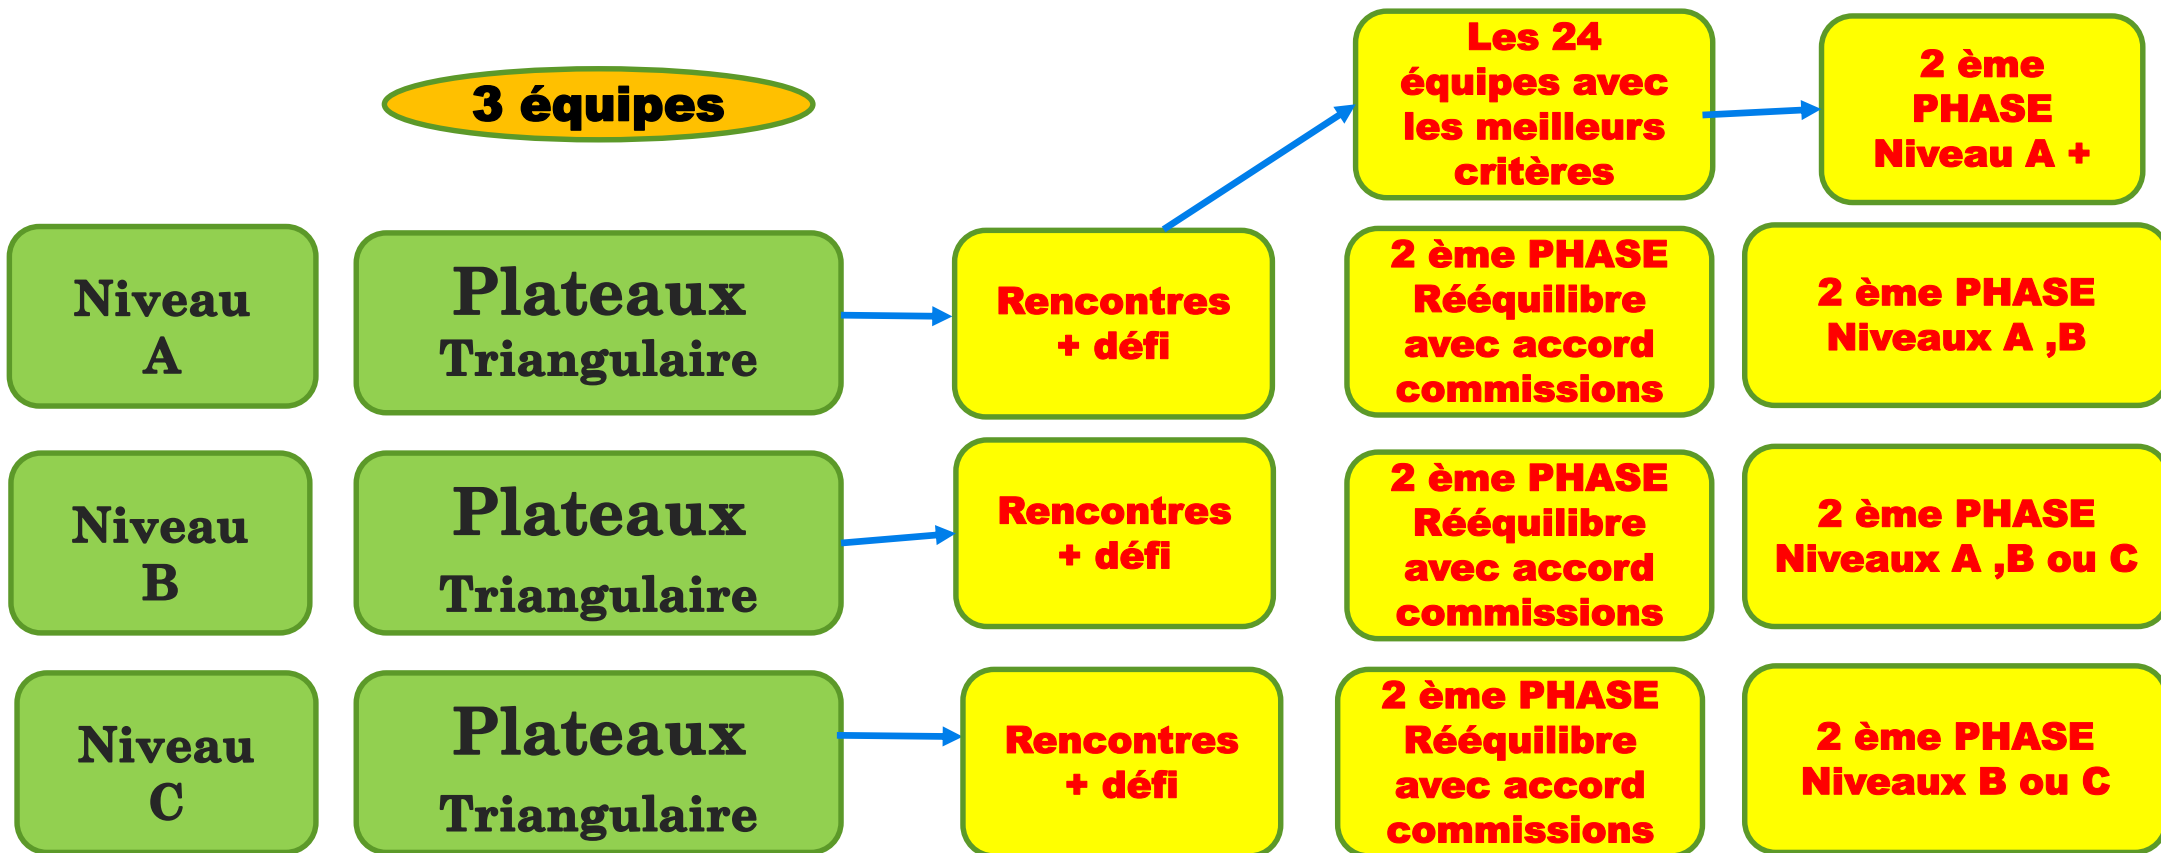 3 équipes
Les 24
équipes avec
les meilleurs
critères
2 ème
PHASE
Niveau A +
Niveau
A
Plateaux
Triangulaire
Rencontres
+ défi
2 ème PHASE
Rééquilibre
avec accord
commissions
2 ème PHASE
Niveaux A ,B
Niveau
B
Plateaux
Triangulaire
Rencontres
+ défi
2 ème PHASE
Rééquilibre
avec accord
commissions
2 ème PHASE
Niveaux A ,B ou C
Niveau
C
Plateaux
Triangulaire
Rencontres
+ défi
2 ème PHASE
Rééquilibre
avec accord
commissions
2 ème PHASE
Niveaux B ou C